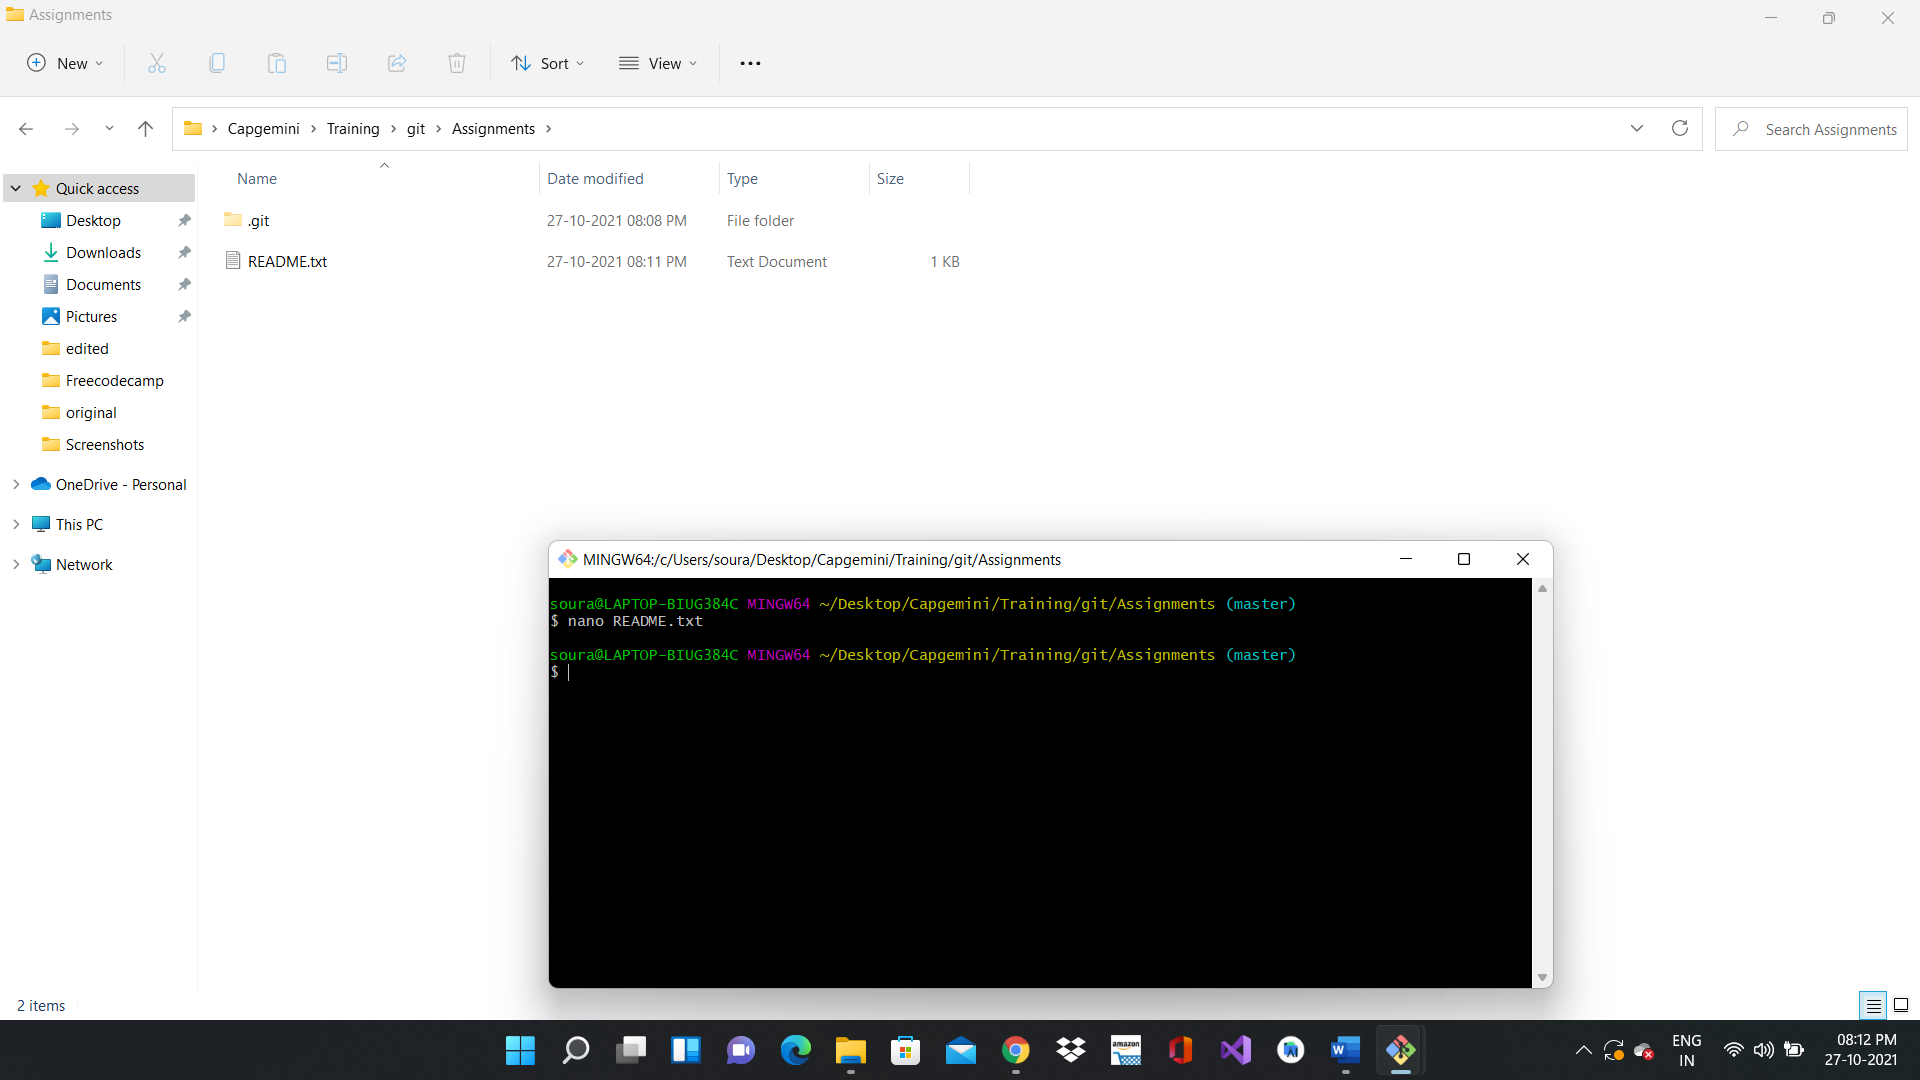 Assignments
New
Sort
View
Capgemini
Training
git
Assignments
Search Assignments
Name
Date modified
Type
Size
Quick access
Desktop
Downloads
Documents
Pictures
edited
Freecodecamp
original
Screenshots
OneDrive - Personal
This PC
Network
.git 27-10-2021 08:08 PM File folder
README.txt 27-10-2021 08:11 PM Text Document 1 KB
MINGW64:/c/Users/soura/Desktop/Capgemini/Training/git/Assignments
soura@LAPTOP-BIUG384C MINGW64 ~/Desktop/Capgemini/Training/git/Assignments (master)
$ nano README.txt
soura@LAPTOP-BIUG384C MINGW64 ~/Desktop/Capgemini/Training/git/Assignments (master)
$
2 items
amazon
ENG
IN
08:12 PM
27-10-2021